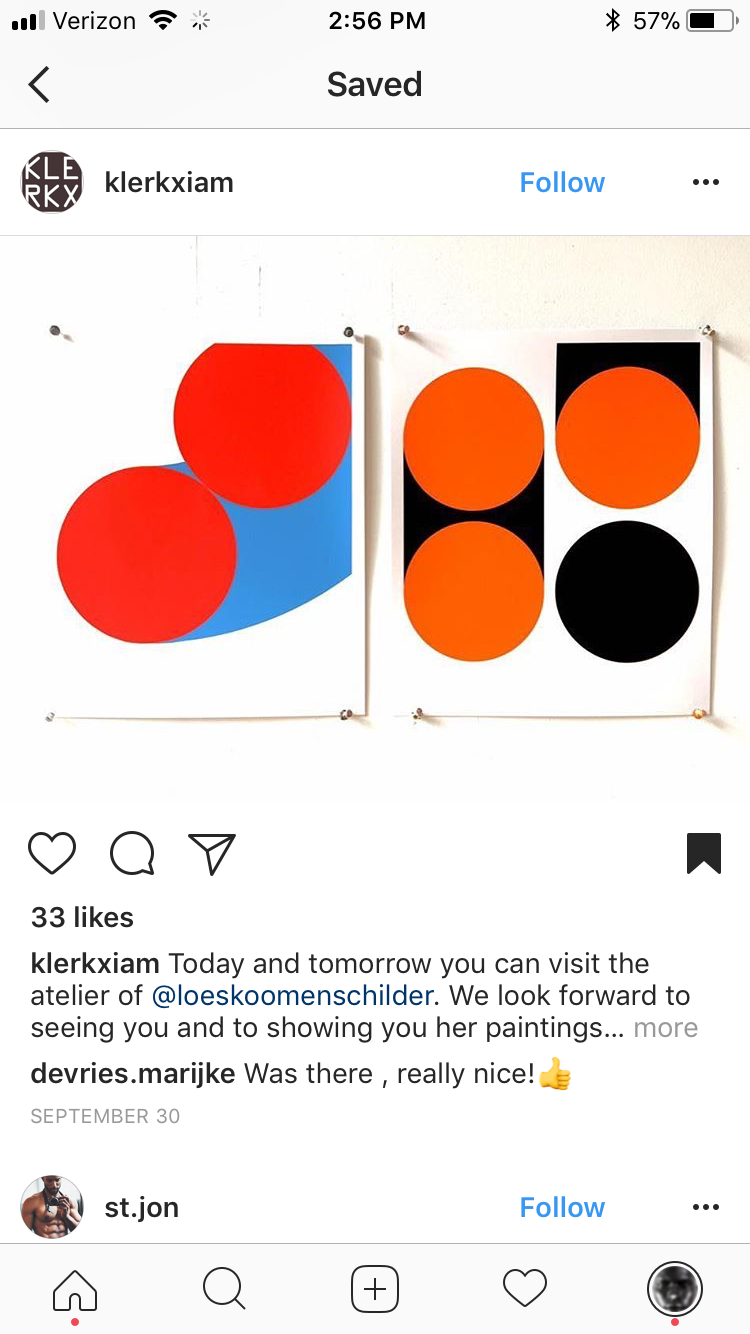 Verizon 2:56 PM 57%
Saved
KLE
RKX
klerkxiam Follow
33 likes
klerkxiam Today and tomorrow you can visit the
atelier of @loeskoomenschilder. We look forward to
seeing you and to showing you her paintings... more
devries.marijke Was there , really nice!👍
SEPTEMBER 30
st.jon Follow